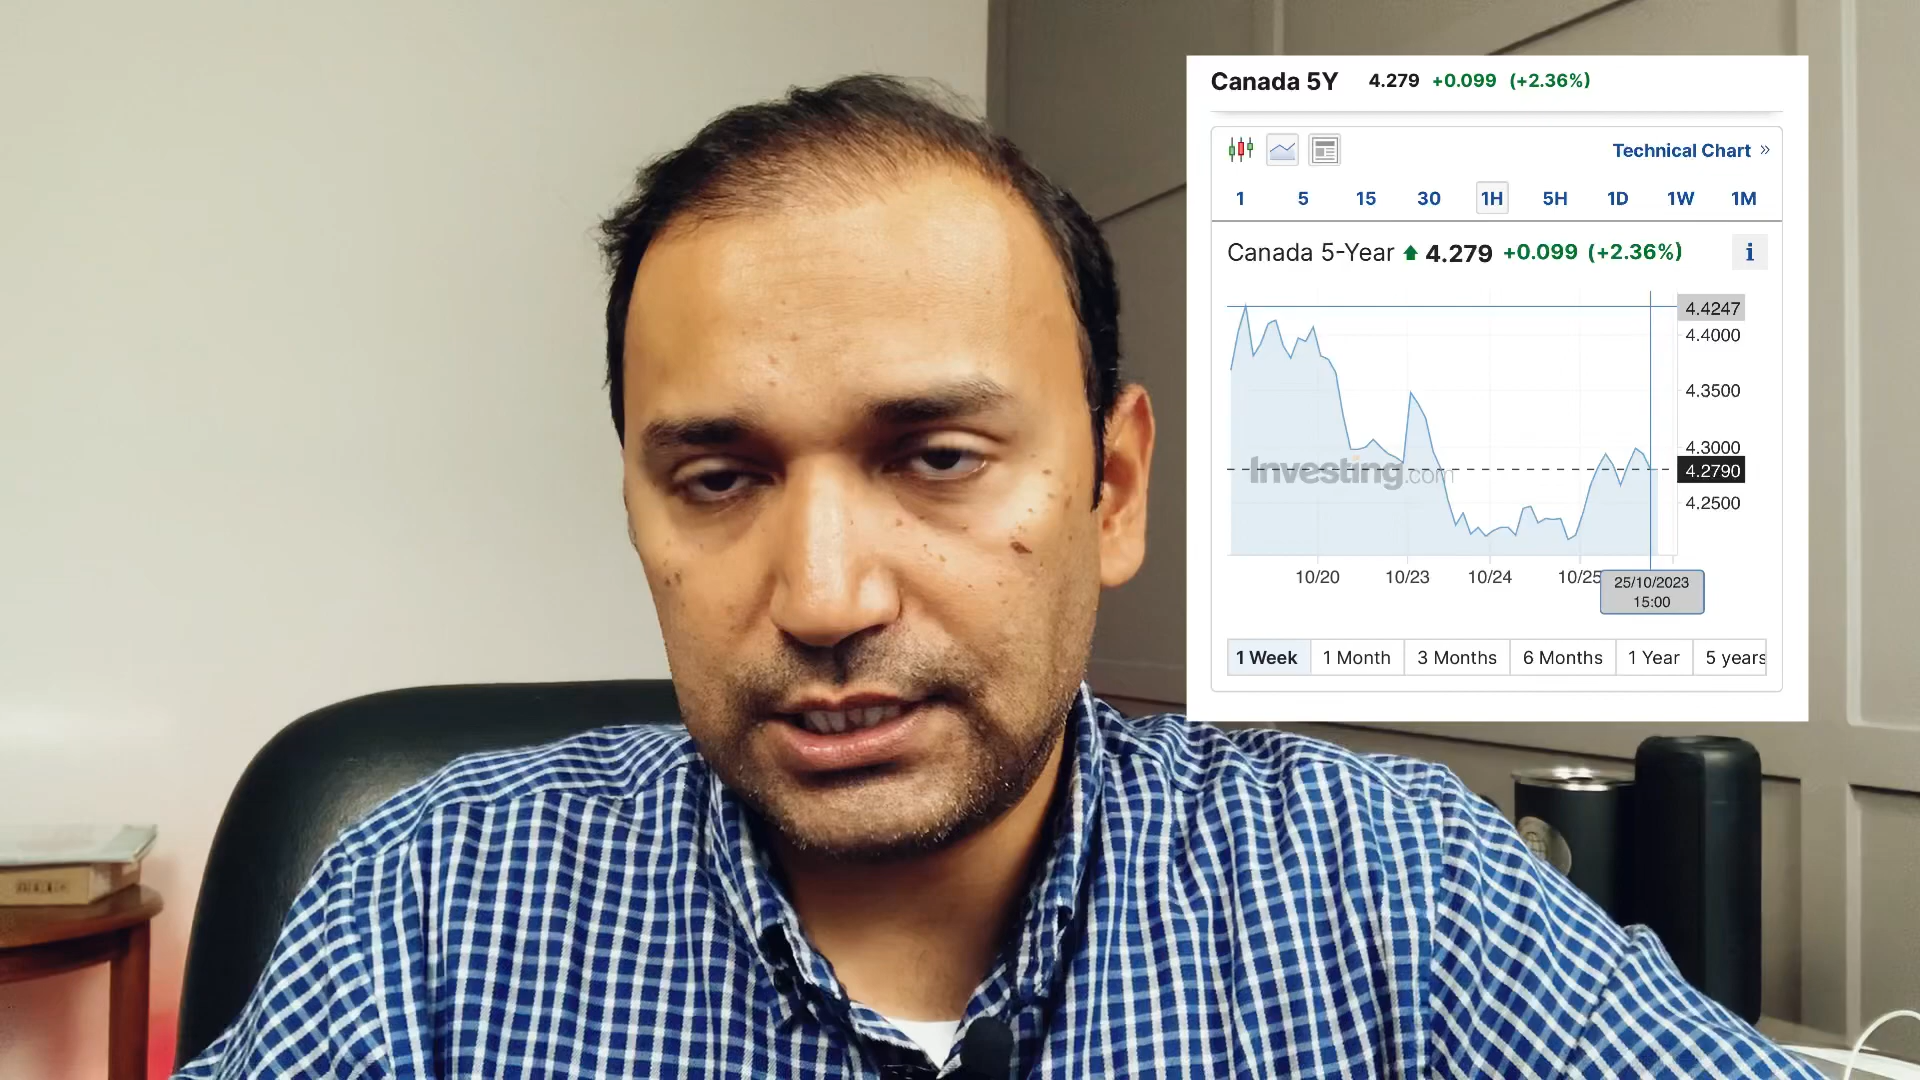 Canada 5Y 4.279 +0.099 (+2.36%)
Technical Chart »
1 5 15 30 1H 5H 1D 1W 1M
Canada 5-Year 4.279 +0.099 (+2.36%) i
4.4247
4.4000
4.3500
4.3000
4.2790
4.2500
Investing.com
10/20 10/23 10/24 10/25
25/10/2023
15:00
1 Week 1 Month 3 Months 6 Months 1 Year 5 years